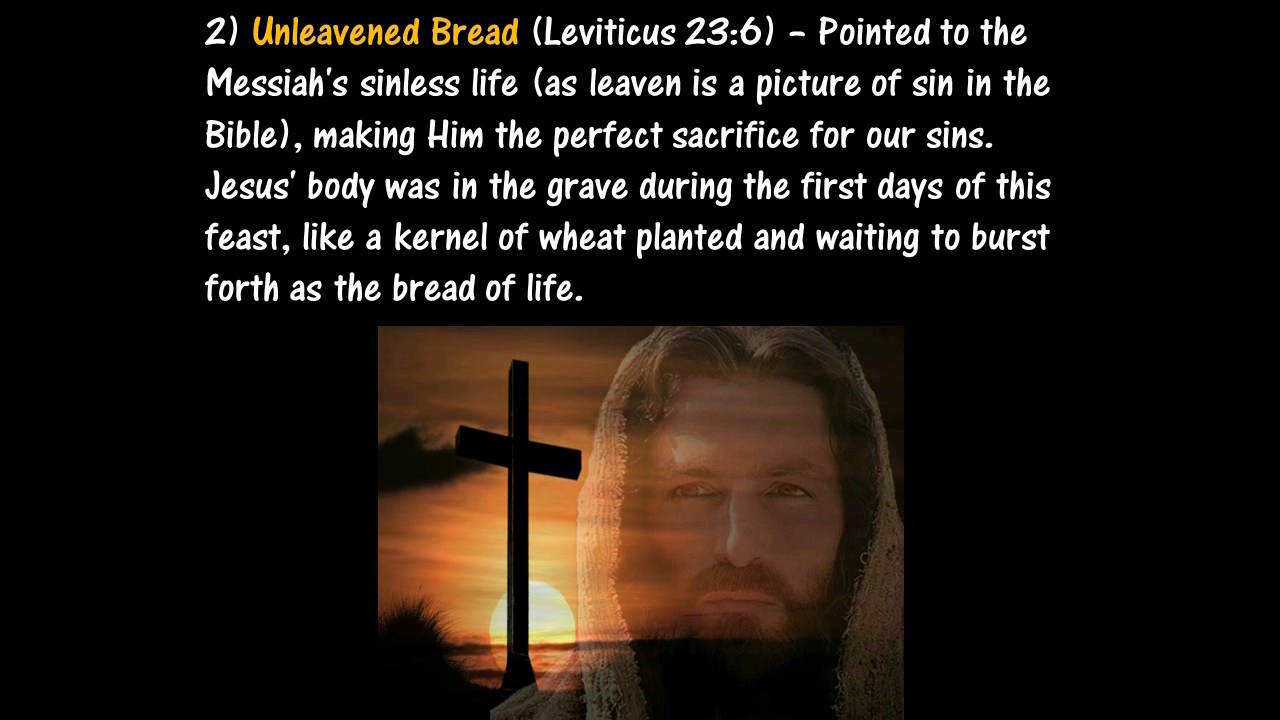 2) Unleavened Bread (Leviticus 23:6) – Pointed to the
Messiah's sinless life (as leaven is a picture of sin in the
Bible), making Him the perfect sacrifice for our sins.
Jesus' body was in the grave during the first days of this
feast, like a kernel of wheat planted and waiting to burst
forth as the bread of life.